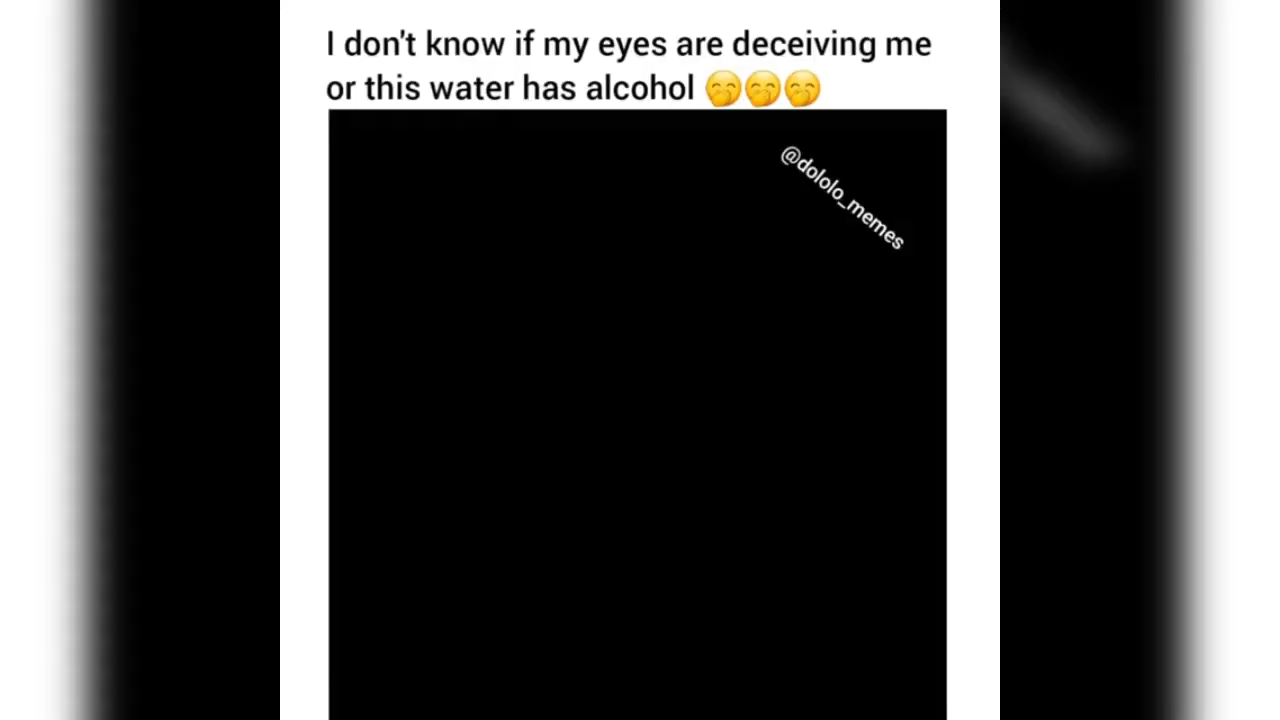 I don't know if my eyes are deceiving me
or this water has alcohol 🤭🤭🤭
@dololo_memes